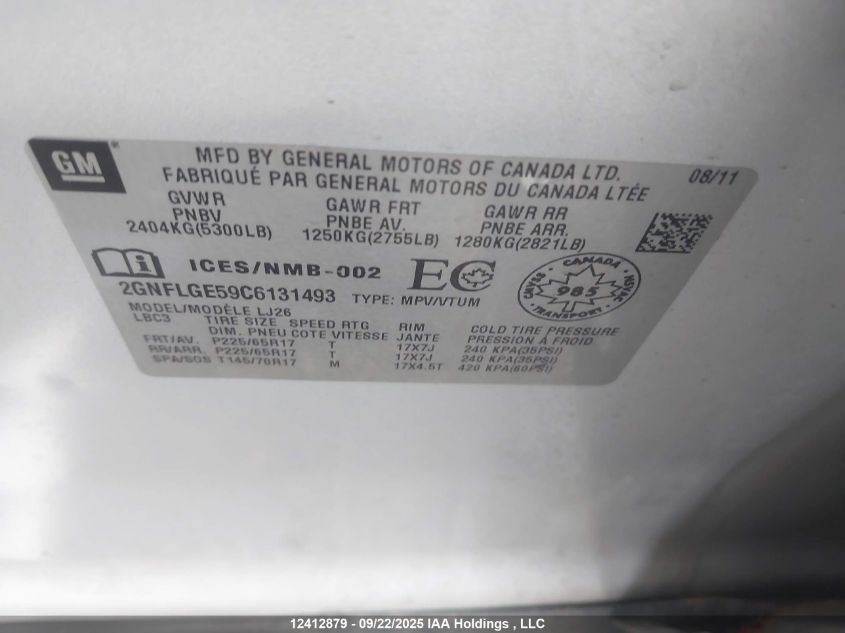 GM
MFD BY GENERAL MOTORS OF CANADA LTD.
08/11
FABRIQUÉ PAR GENERAL MOTORS DU CANADA LTÉE
GVWR GAWR FRT GAWR RR
PNBV PNBE AV. PNBE ARR.
2404KG(5300LB) 1250KG(2755LB) 1280KG(2821LB)
i ICES/NMB-002 EC
CANADA
CMVSS NSVAC
985
TRANSPORT
2GNFLGE59C6131493 TYPE: MPV/VTUM
MODEL/MODÈLE LJ26
LBC3 TIRE SIZE SPEED RTG RIM COLD TIRE PRESSURE
DIM. PNEU COTE VITESSE JANTE PRESSION À FROID
FRT/AV. P225/65R17 T 17X7J 240 KPA(35PSI)
RR/ARR. P225/65R17 T 17X7J 240 KPA(35PSI)
SPA/SOS T145/70R17 M 17X4.5T 420 KPA(60PSI)
12412879 - 09/22/2025 IAA Holdings , LLC